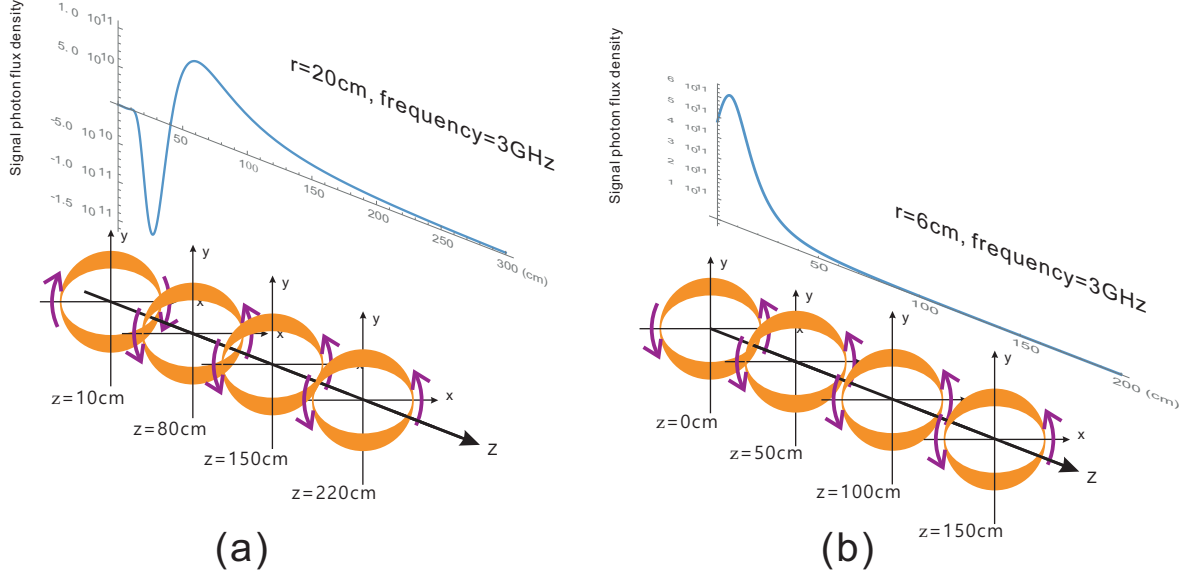 Signal photon flux density
1.0 10¹¹
5.0 10¹⁰
-5.0 10¹⁰
-1.0 10¹¹
-1.5 10¹¹
50
100
150
200
250
300 (cm)
r=20cm, frequency=3GHz
y
x
z=10cm
y
x
z=80cm
y
x
z=150cm
y
x
z=220cm
Z
(a)
Signal photon flux density
6 10¹¹
5 10¹¹
4 10¹¹
3 10¹¹
2 10¹¹
1 10¹¹
50
100
150
200 (cm)
r=6cm, frequency=3GHz
y
z=0cm
y
x
z=50cm
y
z=100cm
y
x
z=150cm
Z
(b)